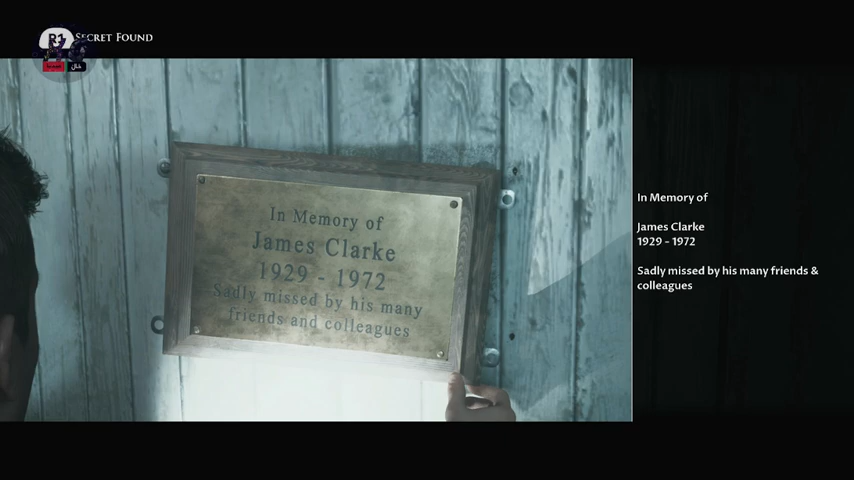 R1
SECRET FOUND
In Memory of
James Clarke
1929 - 1972
Sadly missed by his many
friends and colleagues
In Memory of
James Clarke
1929 - 1972
Sadly missed by his many friends &
colleagues